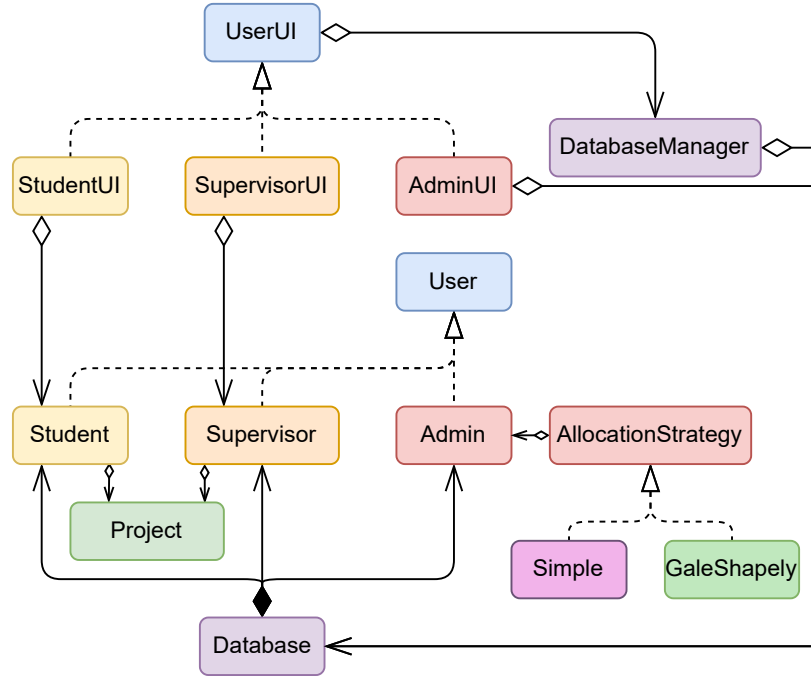 UserUI
DatabaseManager
StudentUI
SupervisorUI
AdminUI
User
Student
Supervisor
Admin
AllocationStrategy
Project
Simple
GaleShapely
Database